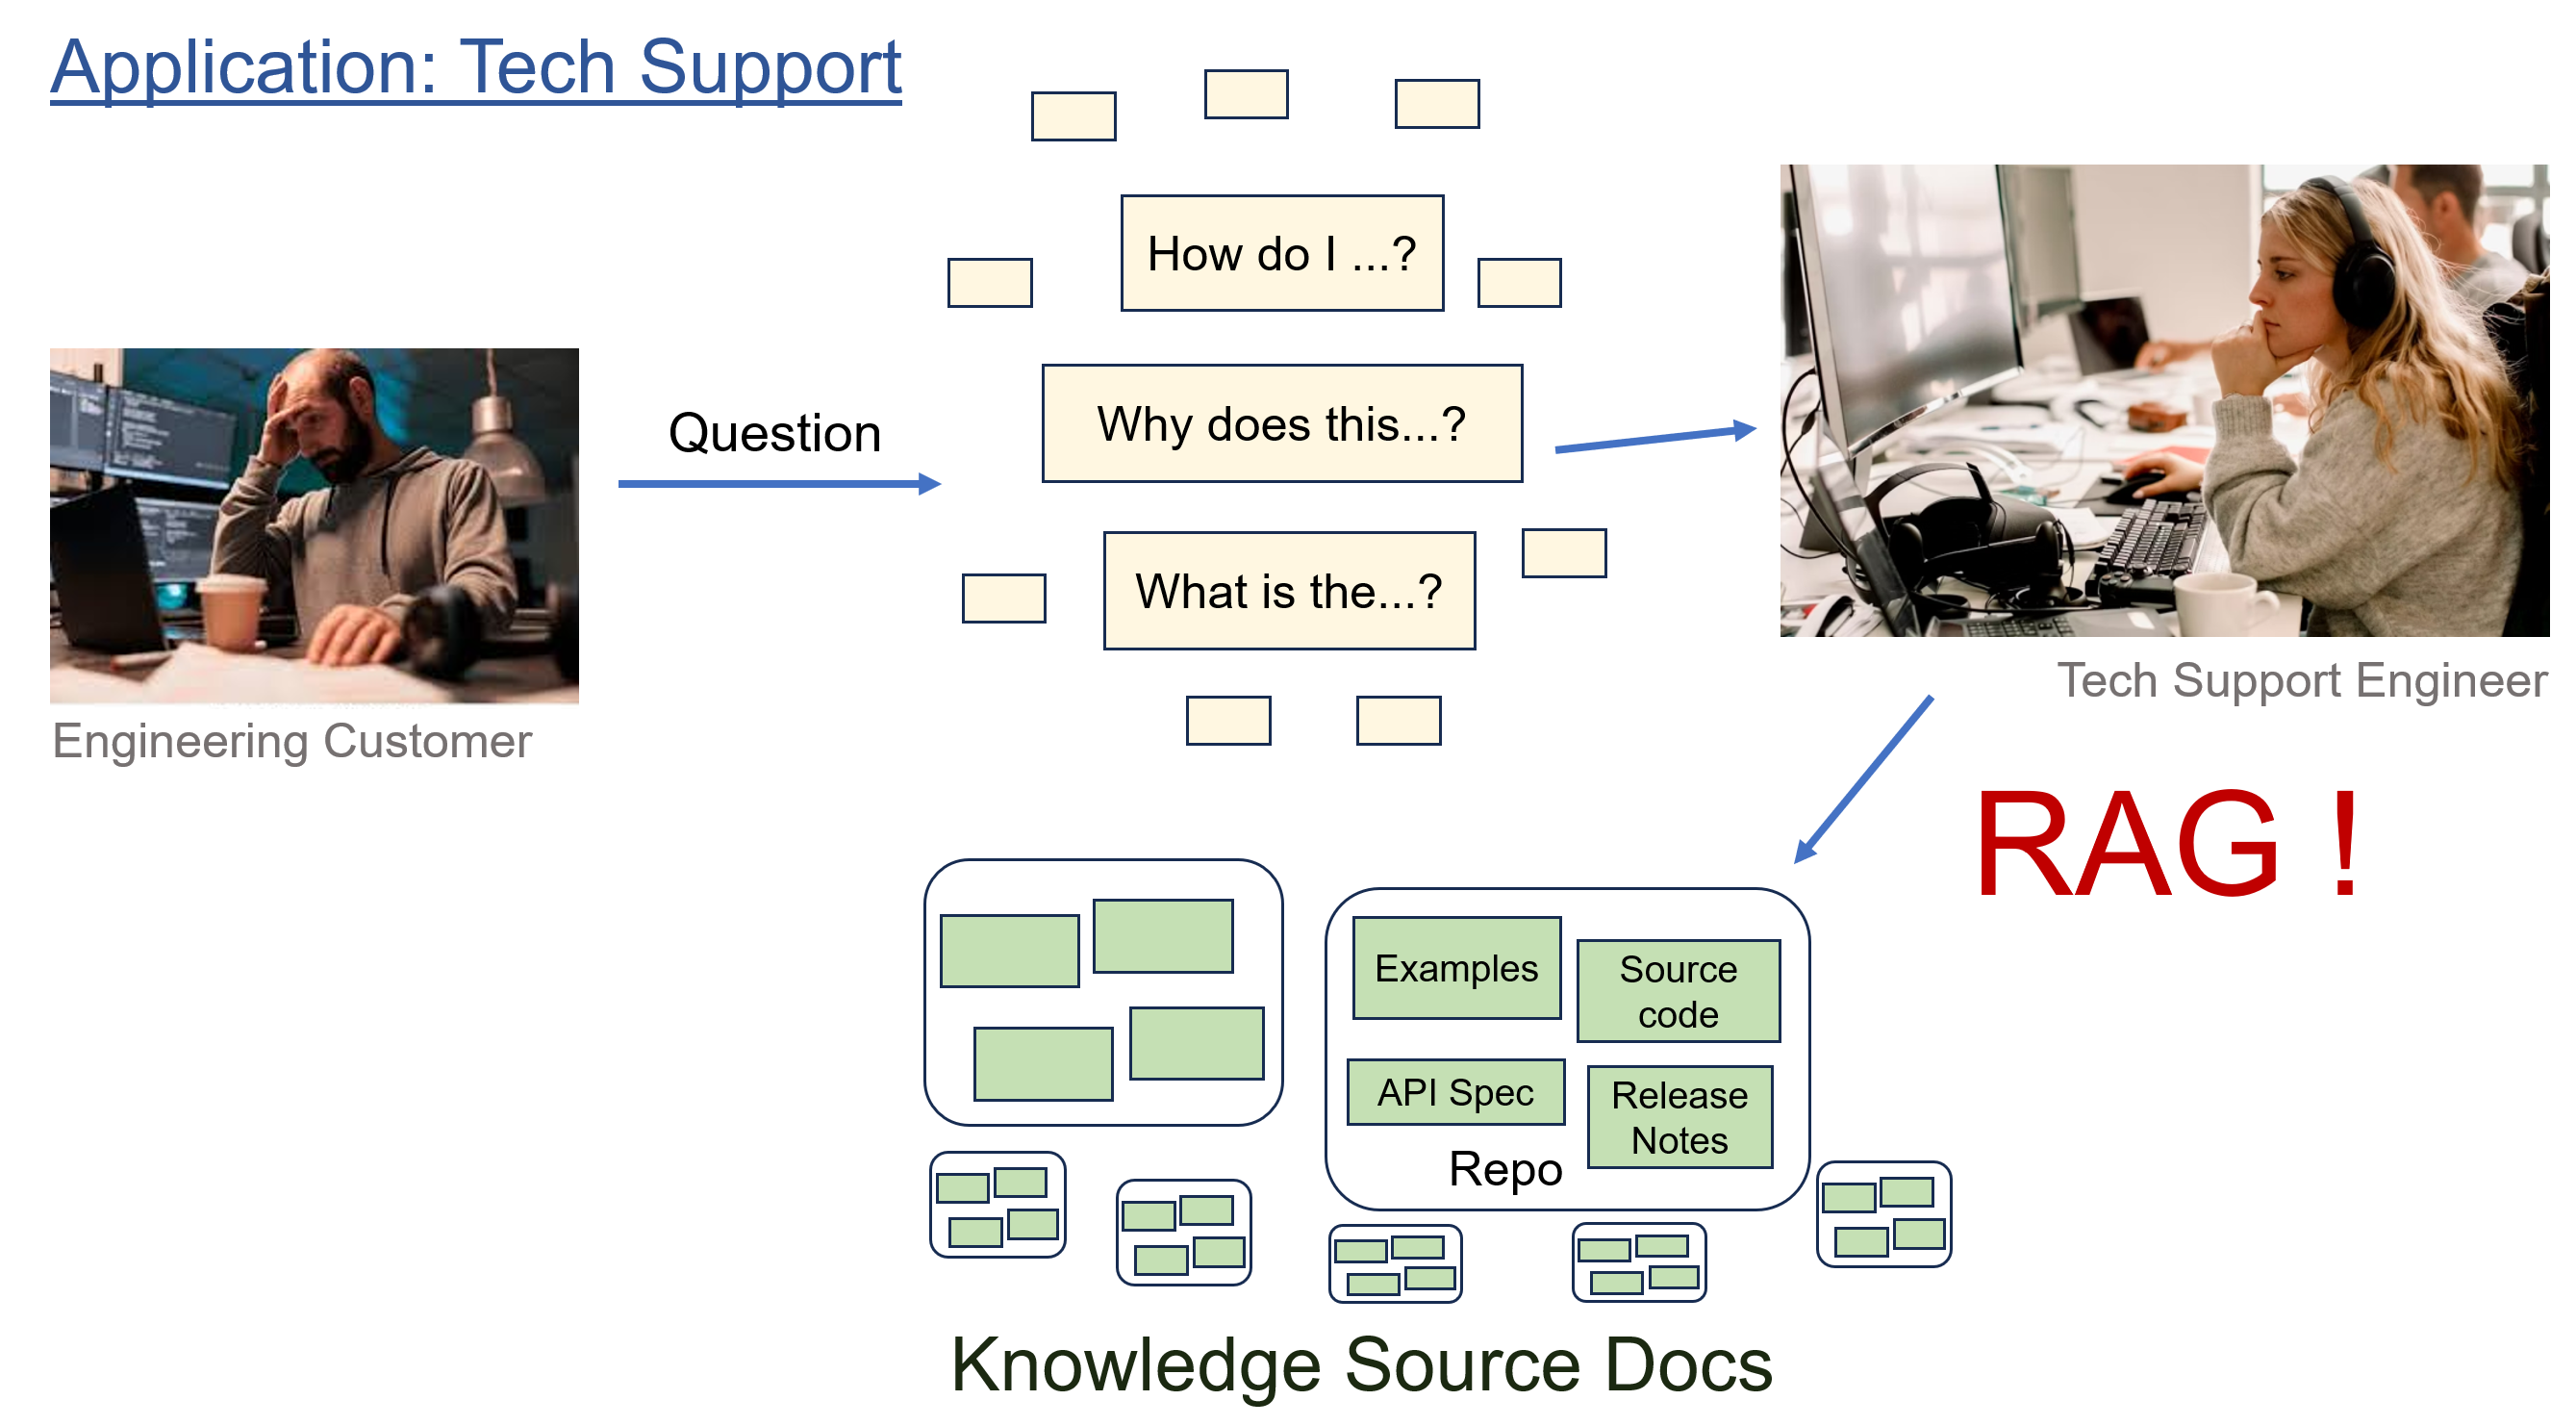 Application: Tech Support
How do I ...?
Question
Why does this...?
What is the...?
Engineering Customer
Tech Support Engineer
RAG !
Examples
Source
code
API Spec
Release
Notes
Repo
Knowledge Source Docs